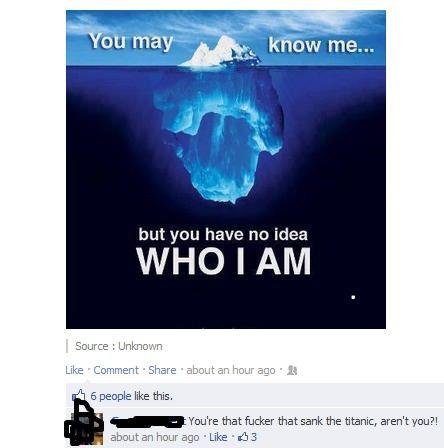 You may know me...
but you have no idea
WHO I AM
Source : Unknown
Like · Comment · Share · about an hour ago ·
6 people like this.
You're that fucker that sank the titanic, aren't you?!
about an hour ago · Like · 3